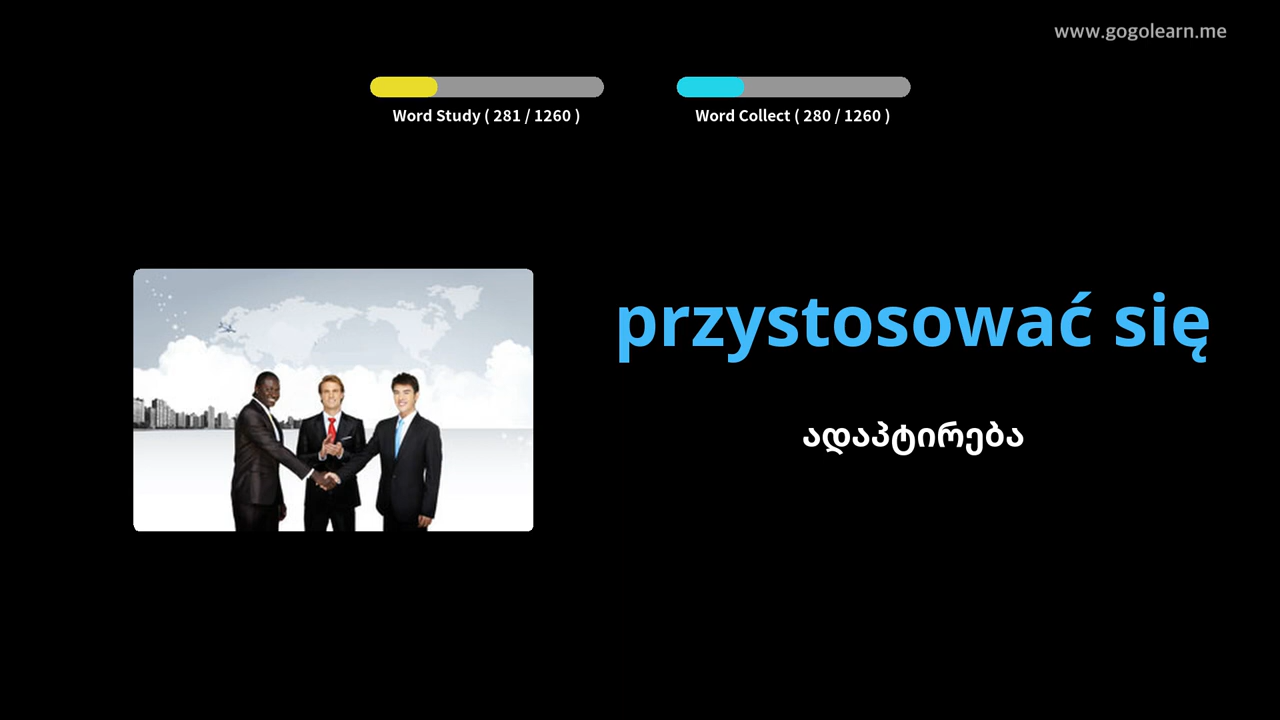 www.gogolearn.me
Word Study ( 281 / 1260 )
Word Collect ( 280 / 1260 )
przystosować się
ადაპტირება